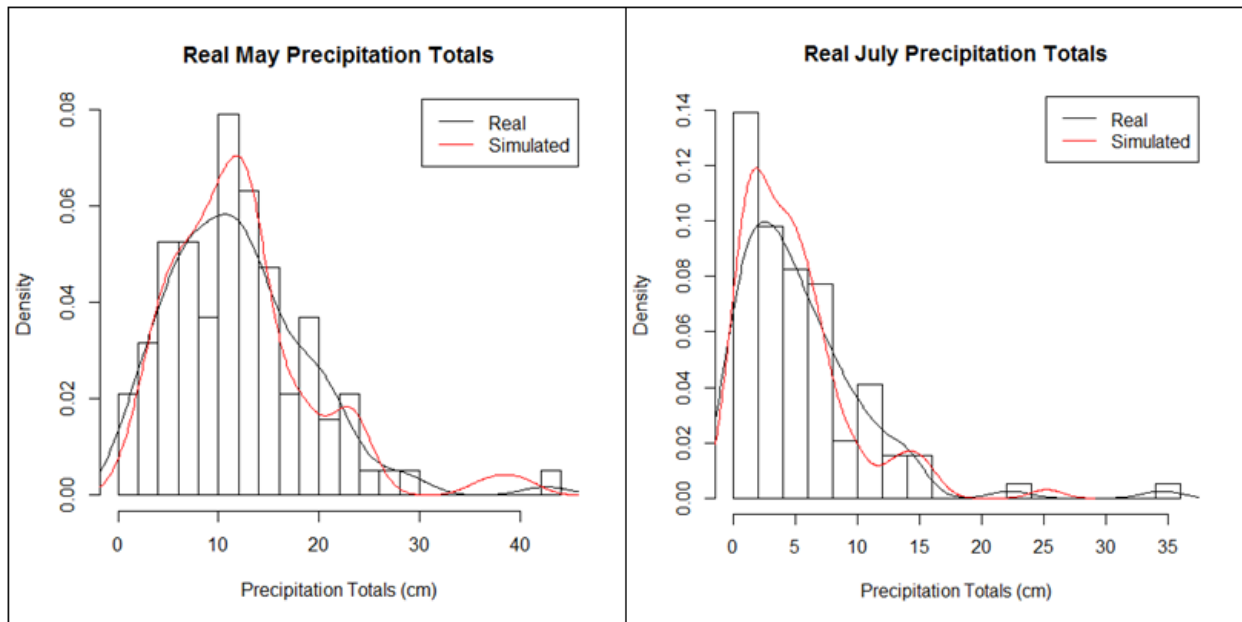 Real May Precipitation Totals
Real
Simulated
0.08
0.06
0.04
0.02
0.00
Density
0
10
20
30
40
Precipitation Totals (cm)
Real July Precipitation Totals
Real
Simulated
0.14
0.12
0.10
0.08
0.06
0.04
0.02
0.00
Density
0
5
10
15
20
25
30
35
Precipitation Totals (cm)